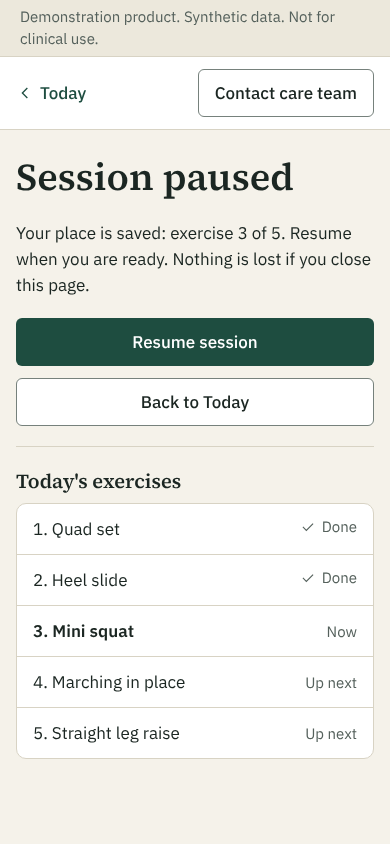 Demonstration product. Synthetic data. Not for
clinical use.
Today
Contact care team
Session paused
Your place is saved: exercise 3 of 5. Resume
when you are ready. Nothing is lost if you close
this page.
Resume session
Back to Today
Today's exercises
1. Quad set
Done
2. Heel slide
Done
3. Mini squat
Now
4. Marching in place
Up next
5. Straight leg raise
Up next